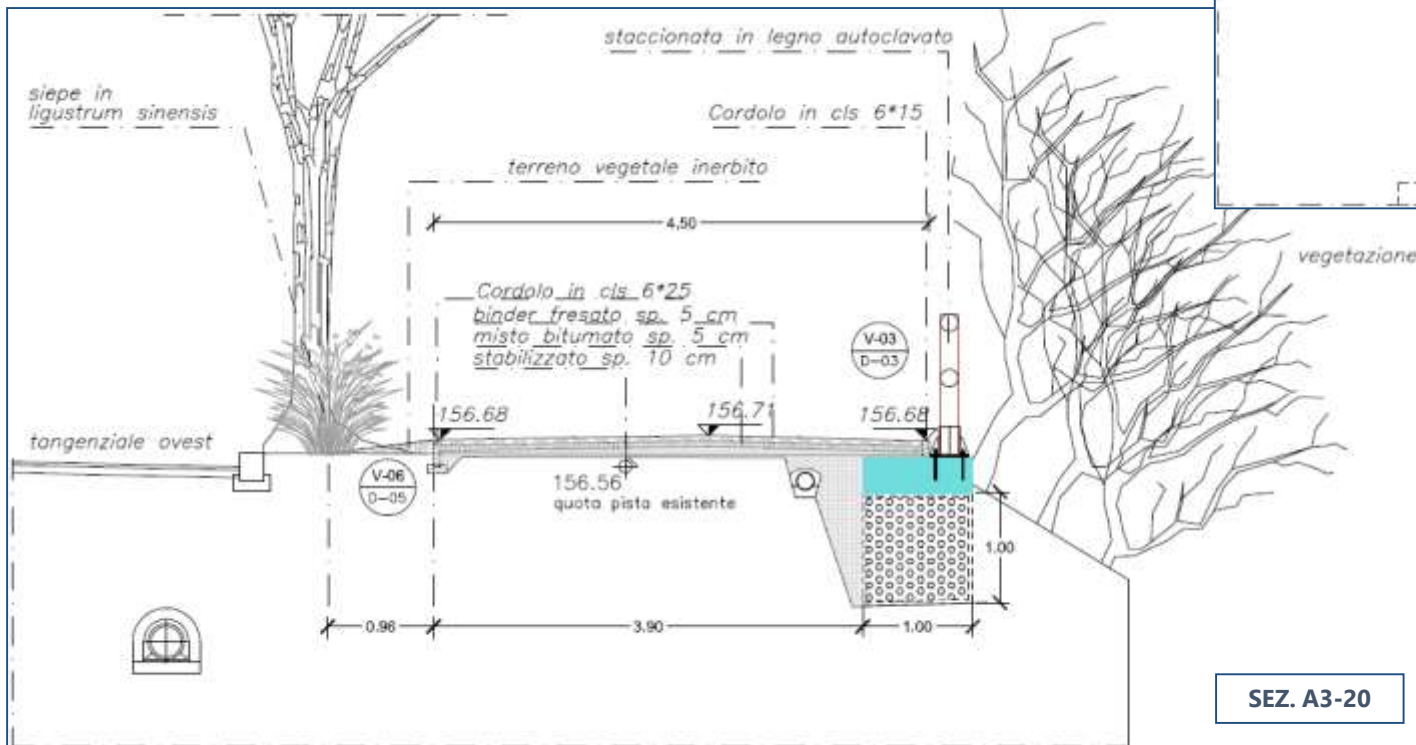 staccionata in legno autoclavato
siepe in
ligustrum sinensis
Cordolo in cls 6*15
terreno vegetale inerbito
4.50
vegetazione
Cordolo in cls 6*25
binder fresato sp. 5 cm
misto bitumato sp. 5 cm
stabilizzato sp. 10 cm
V-03
D-03
156.68
156.71
156.68
tangenziale ovest
V-06
D-05
156.56
quota pista esistente
1.00
0.96
3.90
1.00
SEZ. A3-20